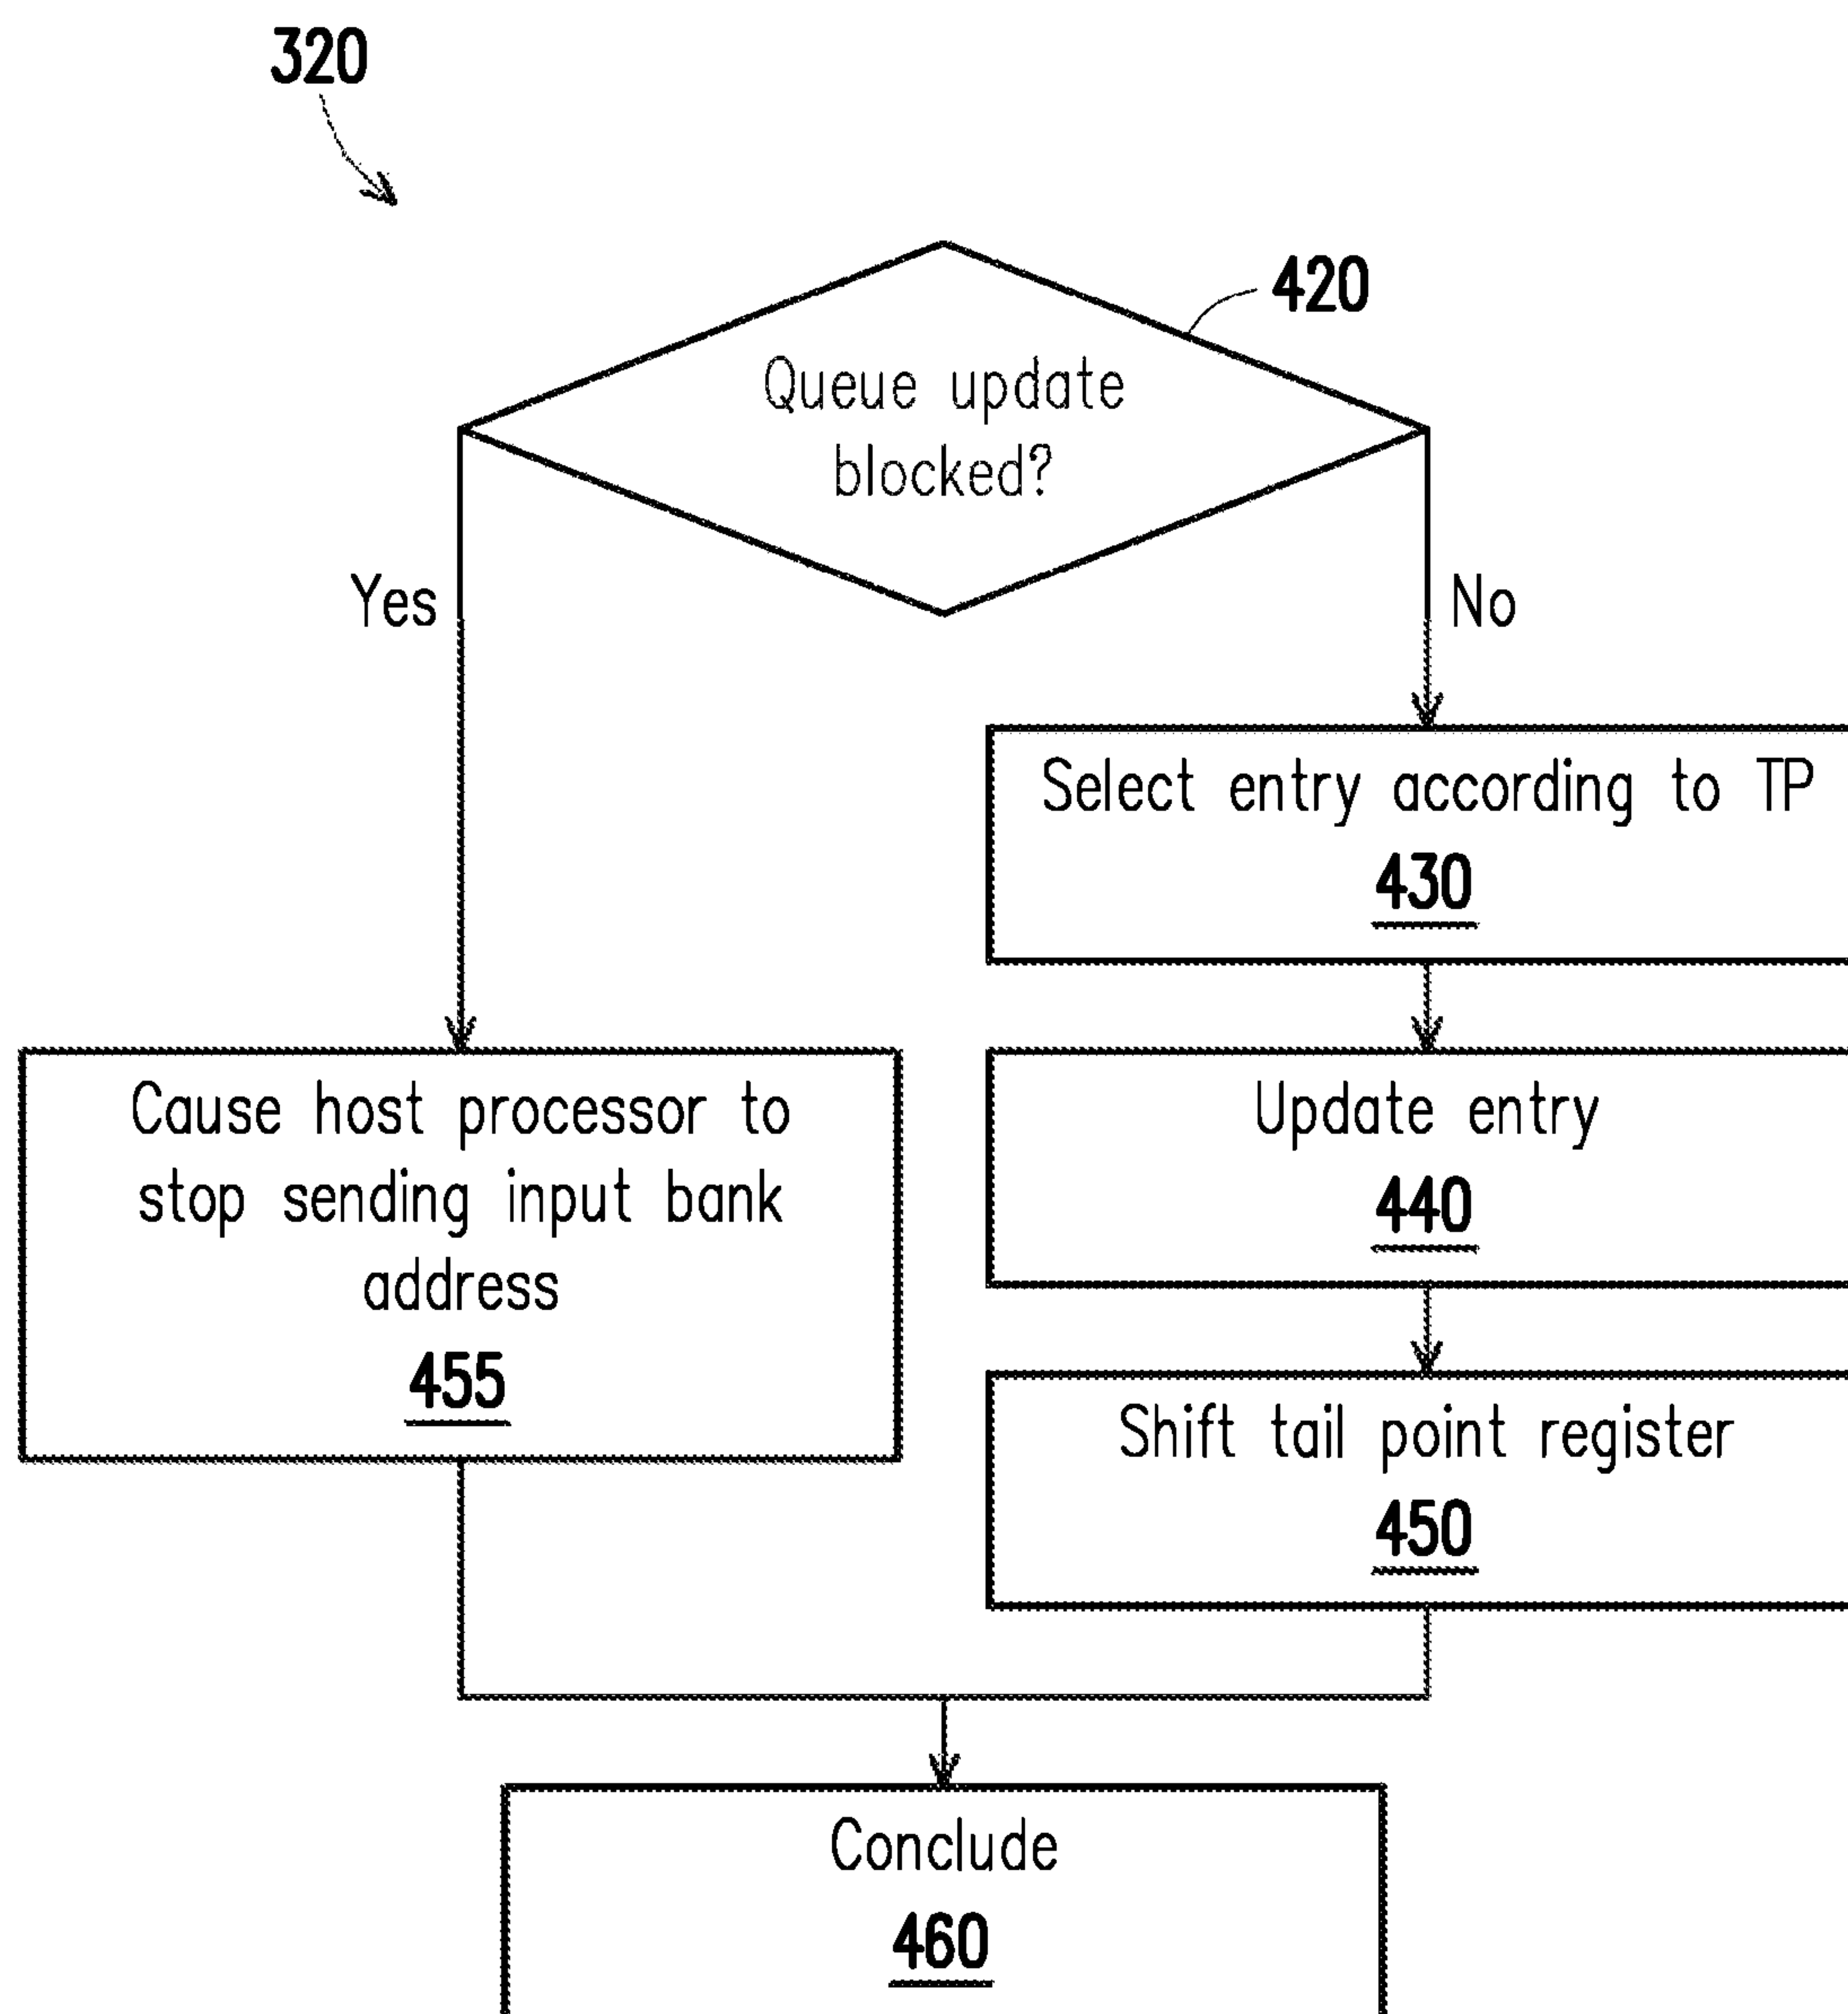 320
420
Queue update
blocked?
Yes
No
Select entry according to TP
430
Cause host processor to
stop sending input bank
address
455
Update entry
440
Shift tail point register
450
Conclude
460